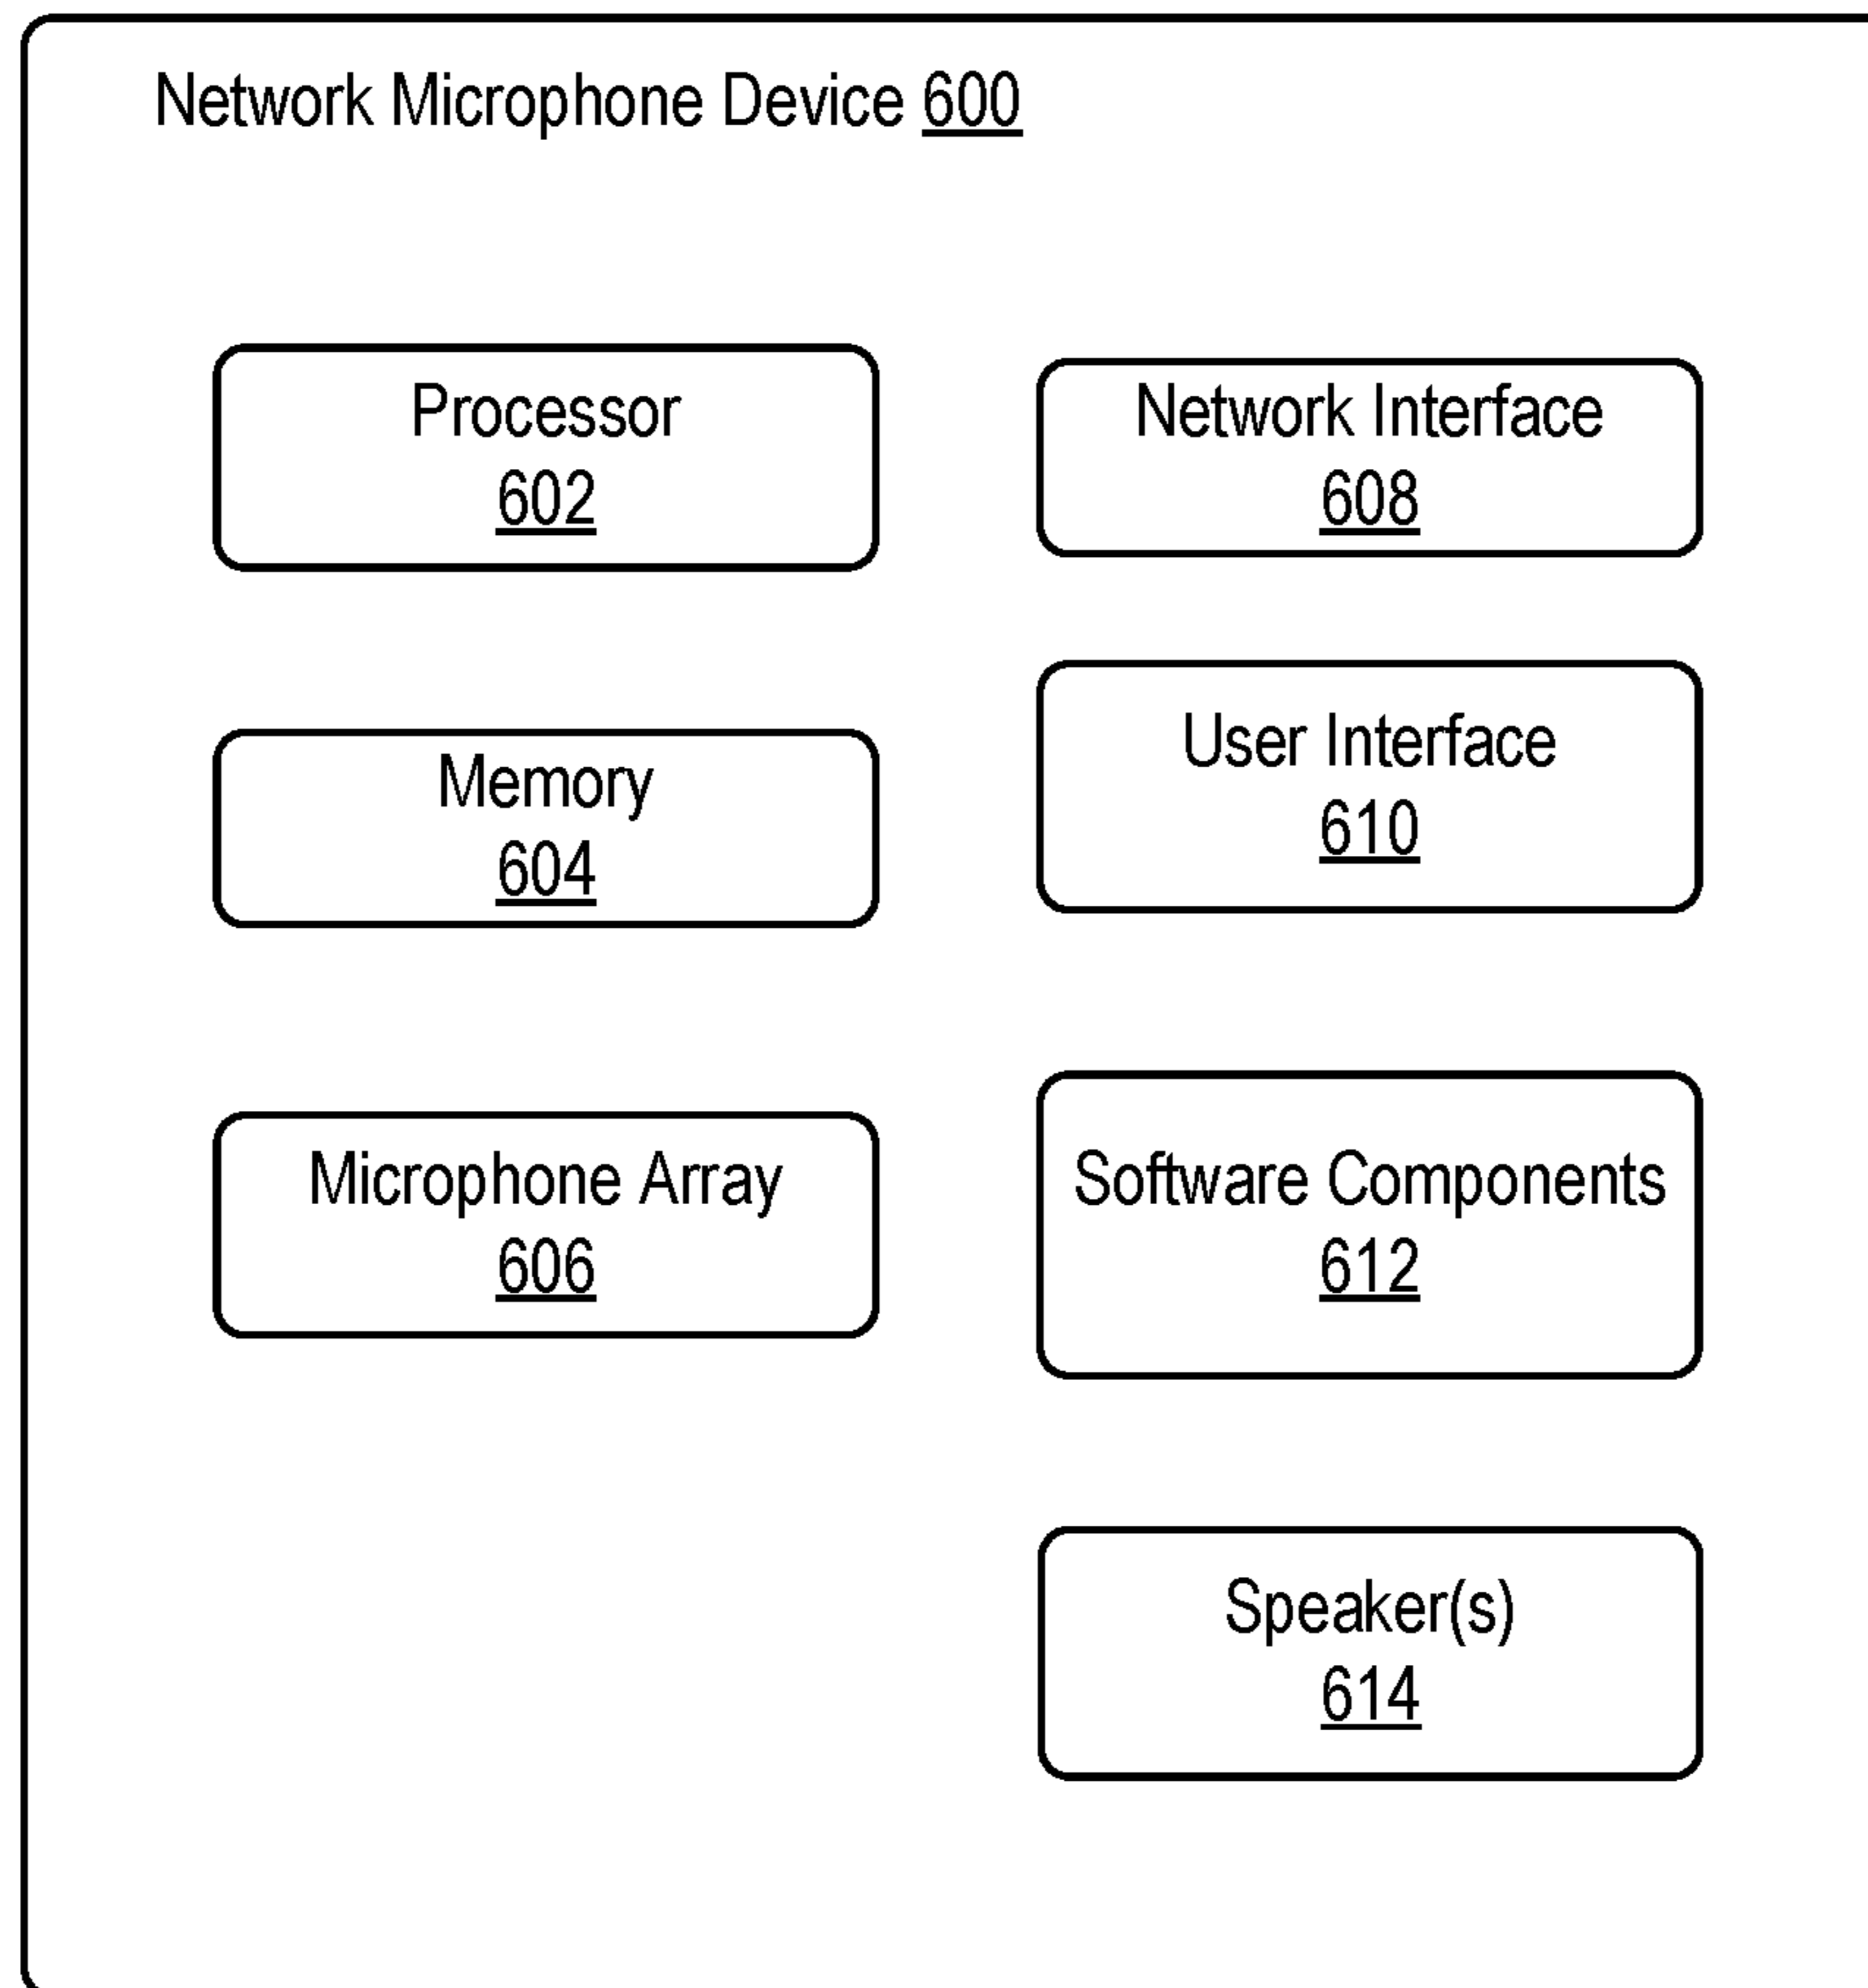 Network Microphone Device 600
Processor
602
Network Interface
608
Memory
604
User Interface
610
Microphone Array
606
Software Components
612
Speaker(s)
614